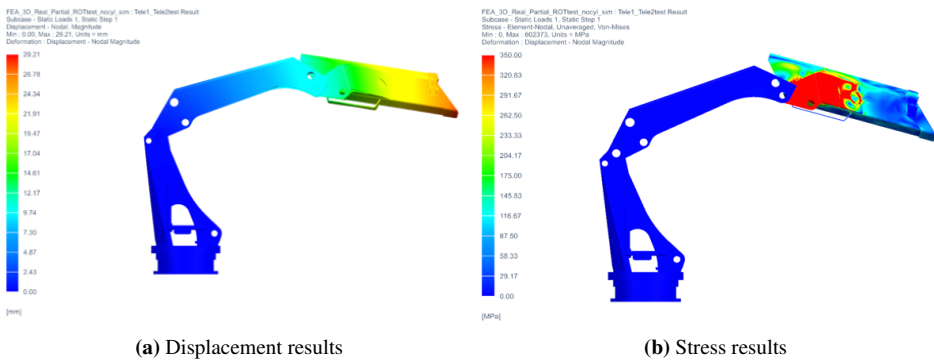 FEA_3D_Real_Partial_ROTtest_nocyl_sim : Tele1_Tele2test Result
Subcase - Static Loads 1, Static Step 1
Displacement - Nodal, Magnitude
Min : 0.00, Max : 29.21, Units = mm
Deformation : Displacement - Nodal Magnitude
29.21
26.78
24.34
21.91
19.47
17.04
14.61
12.17
9.74
7.30
4.87
2.43
0.00
[mm]
(a) Displacement results
FEA_3D_Real_Partial_ROTtest_nocyl_sim : Tele1_Tele2test Result
Subcase - Static Loads 1, Static Step 1
Stress - Element-Nodal, Unaveraged, Von-Mises
Min : 0, Max : 602373, Units = MPa
Deformation : Displacement - Nodal Magnitude
350.00
320.83
291.67
262.50
233.33
204.17
175.00
145.83
116.67
87.50
58.33
29.17
0.00
[MPa]
(b) Stress results